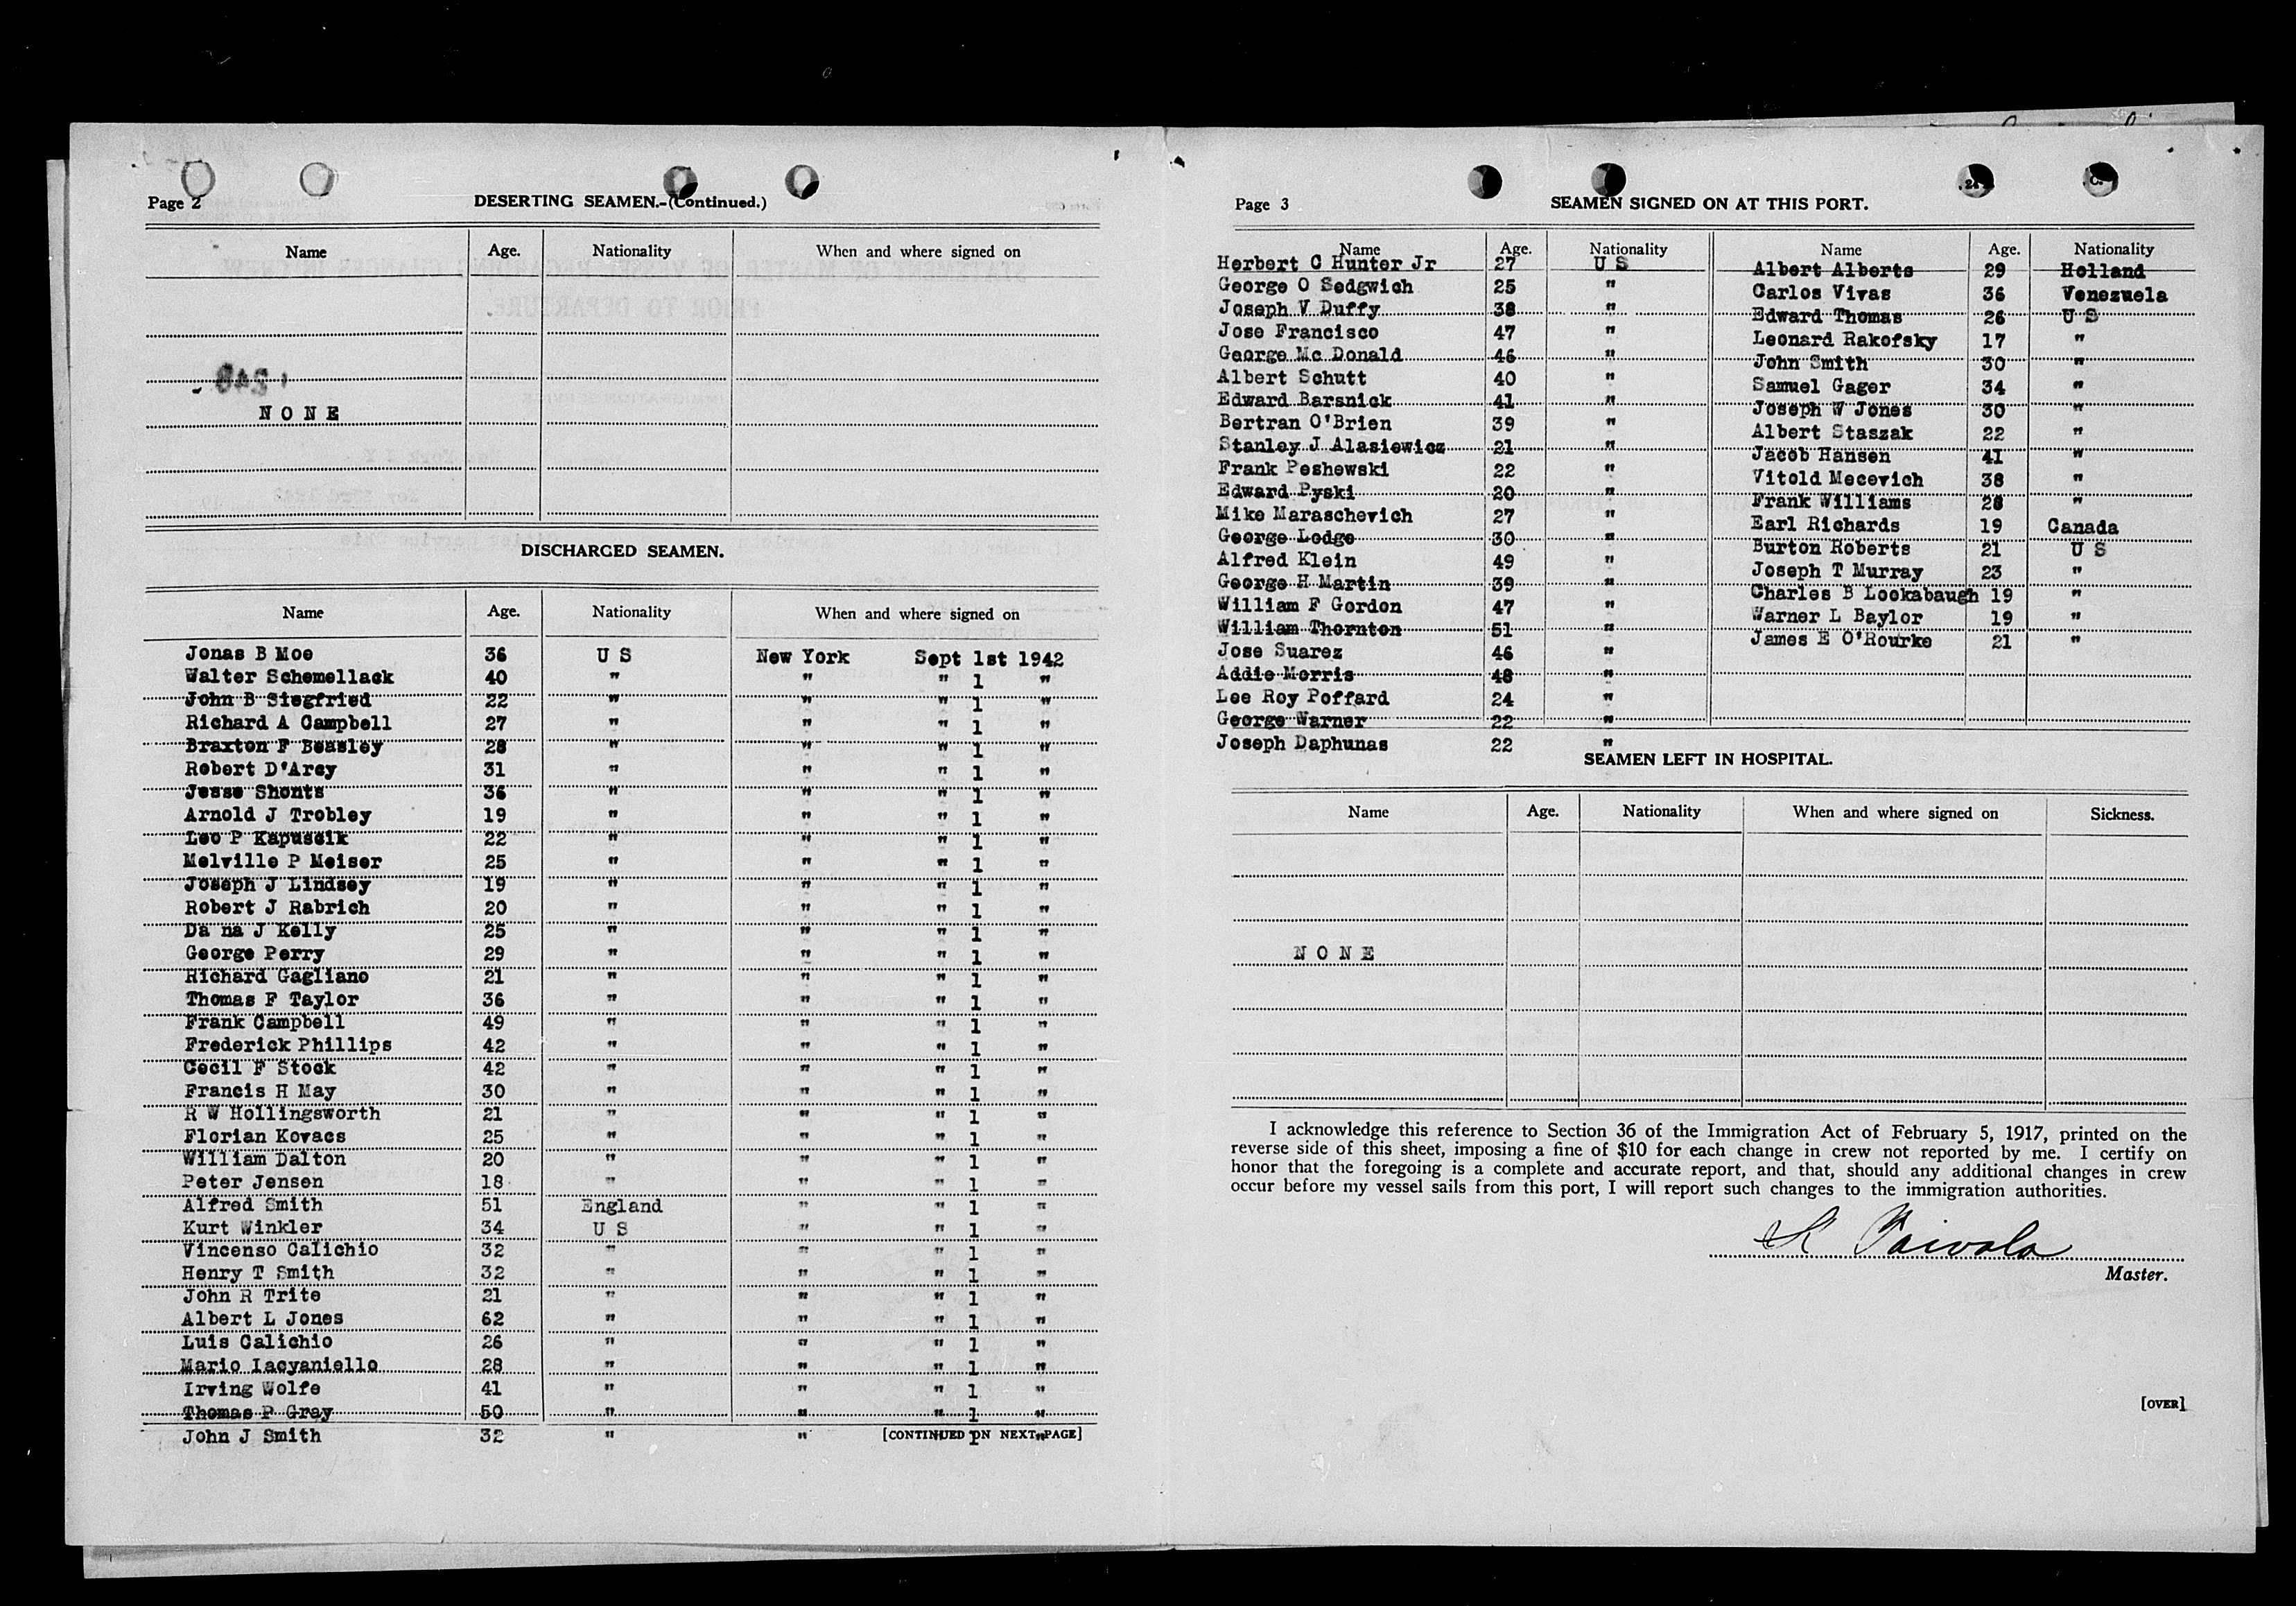 Page 2
DESERTING SEAMEN.-(Continued.)
Name Age. Nationality When and where signed on
N O N E
DISCHARGED SEAMEN.
Name Age. Nationality When and where signed on
Jonas B Moe 36 U S New York Sept 1st 1942
Walter Schemellack 40 " " " 1 "
John B Siegfried 22 " " " 1 "
Richard A Campbell 27 " " " 1 "
Braxton F Beasley 28 " " " 1 "
Robert D'Arcy 31 " " " 1 "
Jesse Shonts 36 " " " 1 "
Arnold J Trobley 19 " " " 1 "
Leo P Kapuscik 22 " " " 1 "
Melville P Meiser 25 " " " 1 "
Joseph J Lindsey 19 " " " 1 "
Robert J Rabrich 20 " " " 1 "
Da na J Kelly 25 " " " 1 "
George Perry 29 " " " 1 "
Richard Gagliano 21 " " " 1 "
Thomas F Taylor 36 " " " 1 "
Frank Campbell 49 " " " 1 "
Frederick Phillips 42 " " " 1 "
Cecil F Stock 42 " " " 1 "
Francis H May 30 " " " 1 "
R W Hollingsworth 21 " " " 1 "
Florian Kovacs 25 " " " 1 "
William Dalton 20 " " " 1 "
Peter Jensen 18 " " " 1 "
Alfred Smith 51 England " " 1 "
Kurt Winkler 34 U S " " 1 "
Vincenso Calichio 32 " " " 1 "
Henry T Smith 32 " " " 1 "
John R Trite 21 " " " 1 "
Albert L Jones 62 " " " 1 "
Luis Calichio 26 " " " 1 "
Mario Iacyaniello 28 " " " 1 "
Irving Wolfe 41 " " " 1 "
Thomas P Gray 50 " " " 1 "
John J Smith 32 " " " 1 "
[CONTINUED ON NEXT PAGE]
Page 3
SEAMEN SIGNED ON AT THIS PORT.
Name Age. Nationality Name Age. Nationality
Herbert C Hunter Jr 27 U S Albert Alberts 29 Holland
George O Sedgwich 25 " Carlos Vivas 36 Venezuela
Joseph V Duffy 38 " Edward Thomas 26 U S
Jose Francisco 47 " Leonard Rakofsky 17 "
George Mc Donald 46 " John Smith 30 "
Albert Schutt 40 " Samuel Gager 34 "
Edward Barsnick 41 " Joseph W Jones 30 "
Bertran O'Brien 39 " Albert Staszak 22 "
Stanley J Alasiewicz 21 " Jacob Hansen 41 "
Frank Peshewski 22 " Vitold Mecevich 38 "
Edward Pyski 20 " Frank Williams 28 "
Mike Maraschevich 27 " Earl Richards 19 Canada
George Lodge 30 " Burton Roberts 21 U S
Alfred Klein 49 " Joseph T Murray 23 "
George H Martin 39 " Charles B Lookabaugh 19 "
William F Gordon 47 " Warner L Baylor 19 "
William Thornton 51 " James E O'Rourke 21 "
Jose Suarez 46 "
Addie Morris 48 "
Lee Roy Poffard 24 "
George Warner 22 "
Joseph Daphunas 22 "
SEAMEN LEFT IN HOSPITAL.
Name Age. Nationality When and where signed on Sickness.
N O N E
I acknowledge this reference to Section 36 of the Immigration Act of February 5, 1917, printed on the
reverse side of this sheet, imposing a fine of $10 for each change in crew not reported by me. I certify on
honor that the foregoing is a complete and accurate report, and that, should any additional changes in crew
occur before my vessel sails from this port, I will report such changes to the immigration authorities.
Master.
[OVER]